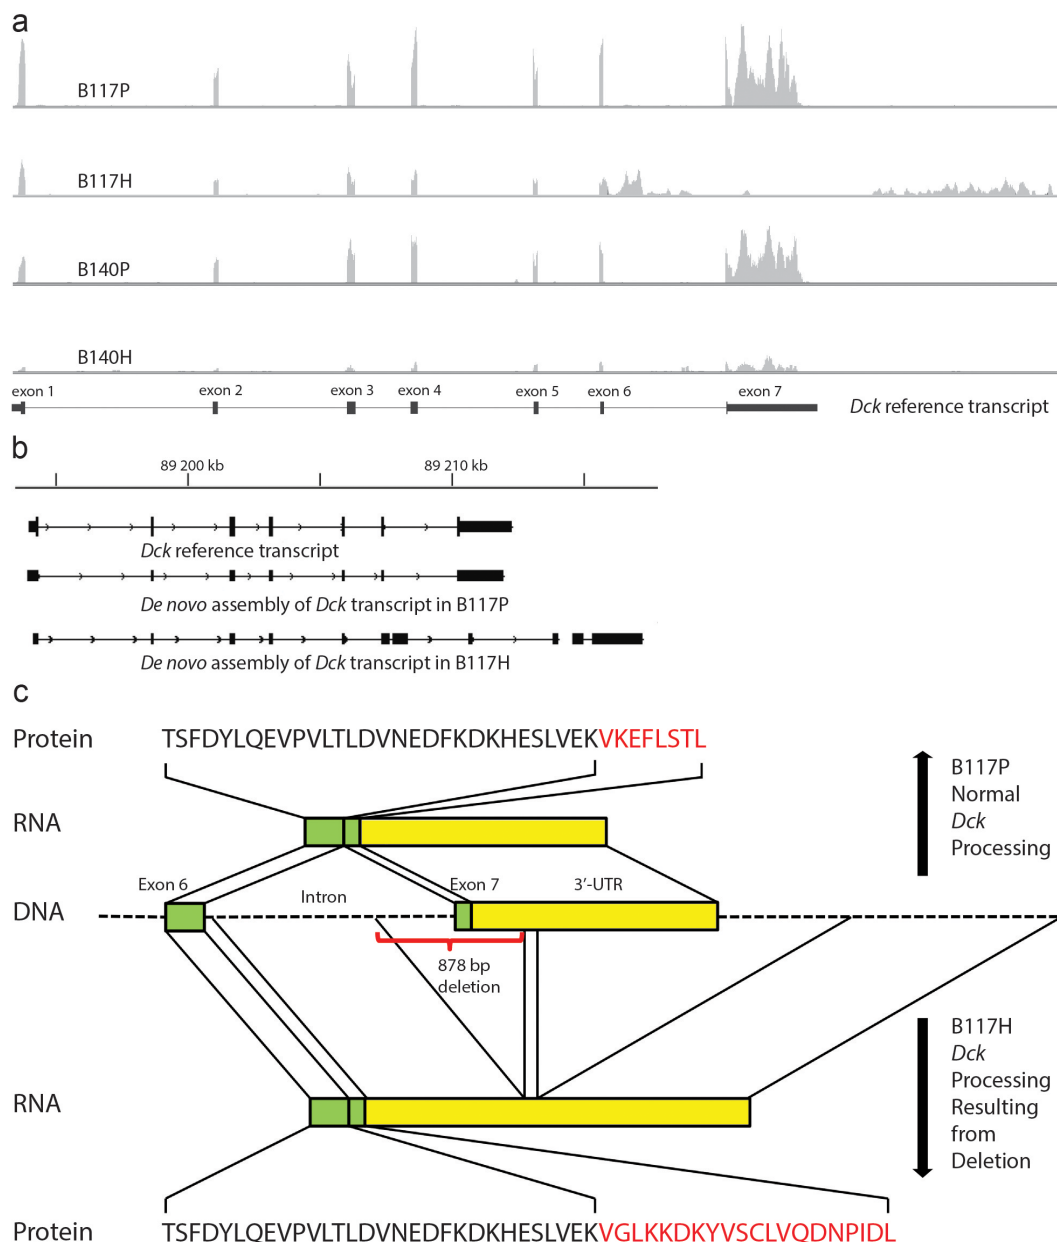 a
B117P
B117H
B140P
B140H
exon 1 exon 2 exon 3 exon 4 exon 5 exon 6 exon 7
Dck reference transcript
b
89 200 kb 89 210 kb
Dck reference transcript
De novo assembly of Dck transcript in B117P
De novo assembly of Dck transcript in B117H
c
Protein TSFDYLQEVPVLTLDVNEDFKDKHESLVEKVKEFLSTL
B117P
Normal
Dck
Processing
RNA
Exon 6 Exon 7 3'-UTR
Intron
DNA
878 bp
deletion
B117H
Dck
Processing
Resulting
from
Deletion
RNA
Protein TSFDYLQEVPVLTLDVNEDFKDKHESLVEKVGLKKDKYVSCLVQDNPIDL